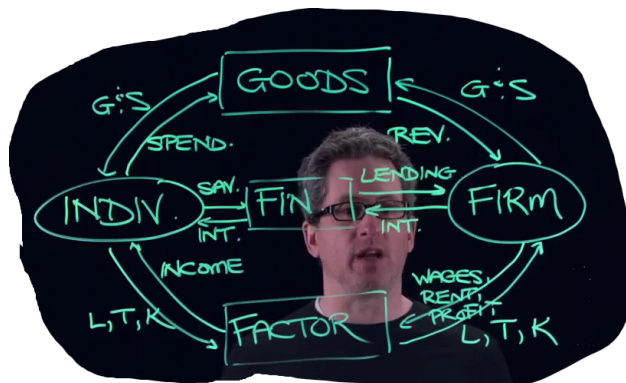 GOODS
G&S
G&S
SPEND.
REV.
SAV.
LENDING
INDIV.
FIN
FIRM
INT.
INT.
INCOME
WAGES,
RENT,
PROFIT
L, T, K
FACTOR
L, T, K